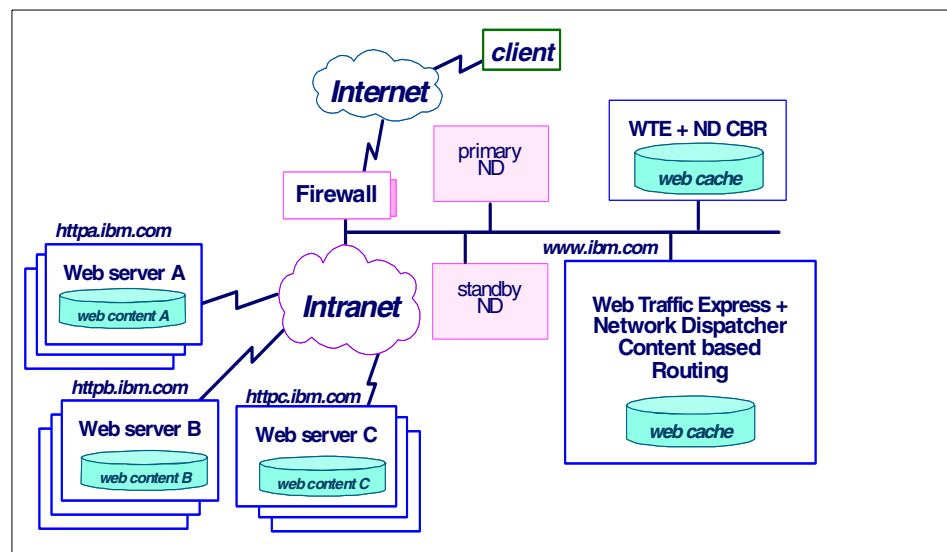 client
Internet
Firewall
primary
ND
WTE + ND CBR
web cache
httpa.ibm.com
Web server A
web content A
Intranet
standby
ND
www.ibm.com
Web Traffic Express +
Network Dispatcher
Content based
Routing
web cache
httpb.ibm.com
Web server B
web content B
httpc.ibm.com
Web server C
web content C